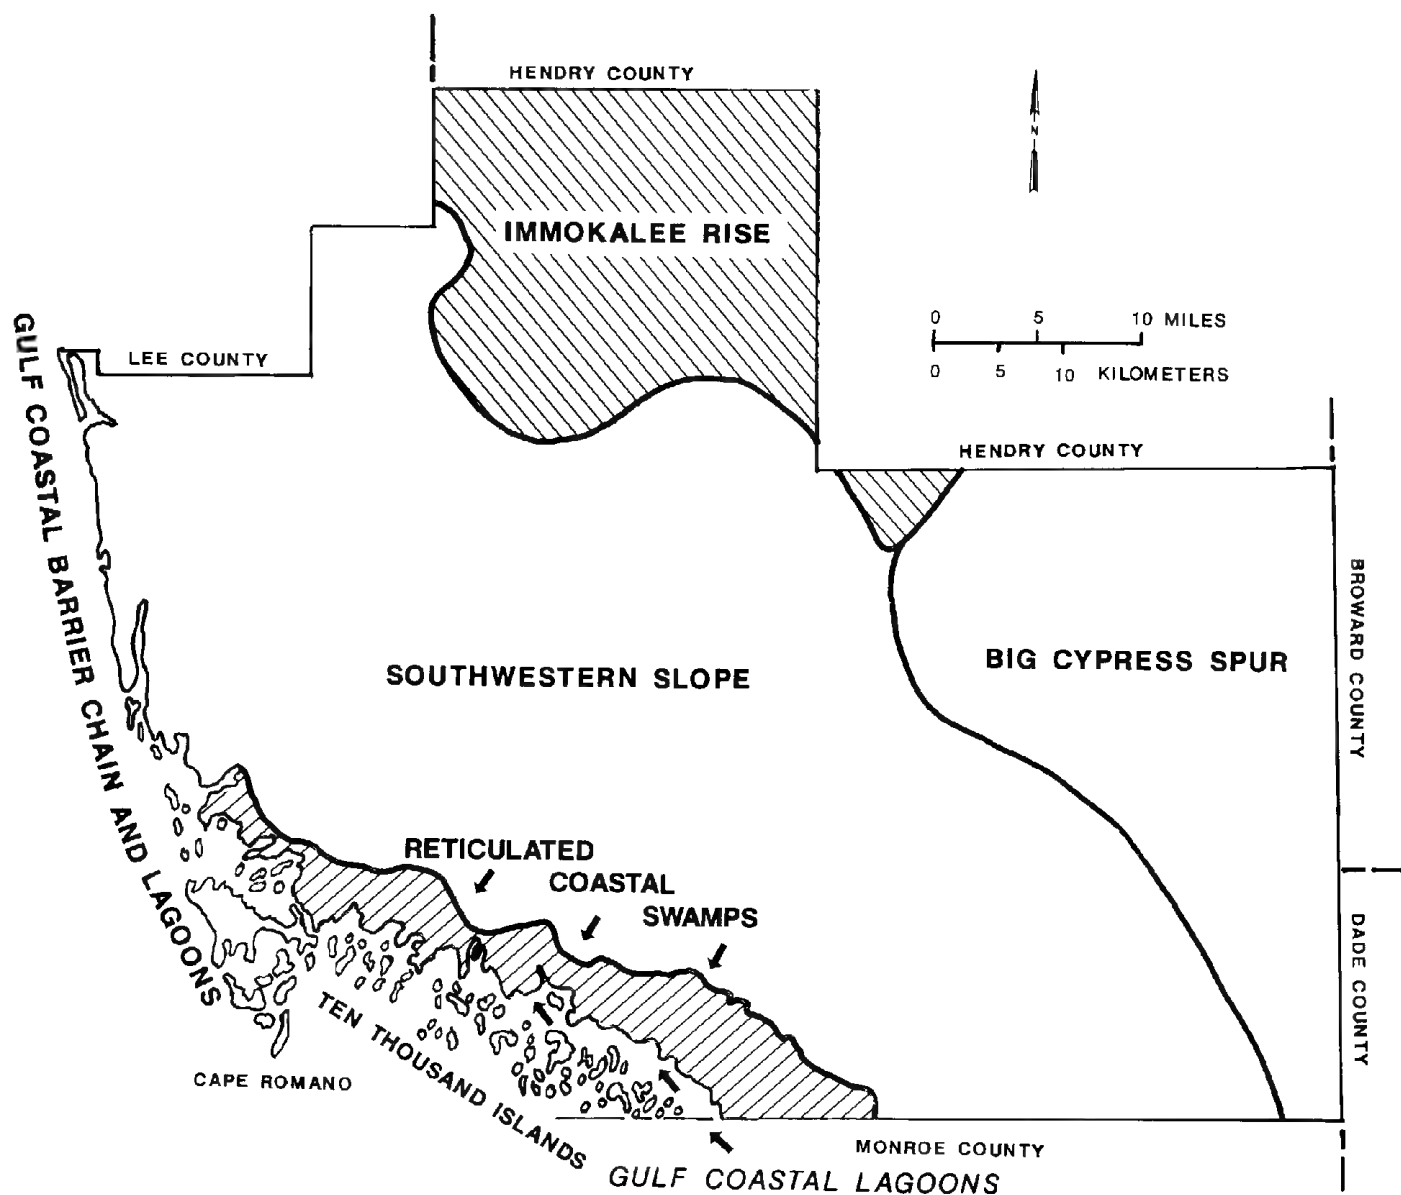 HENDRY COUNTY
N
IMMOKALEE RISE
0 5 10 MILES
0 5 10 KILOMETERS
LEE COUNTY
HENDRY COUNTY
GULF COASTAL BARRIER CHAIN AND LAGOONS
BROWARD COUNTY
BIG CYPRESS SPUR
SOUTHWESTERN SLOPE
RETICULATED
COASTAL
SWAMPS
DADE COUNTY
TEN THOUSAND ISLANDS
CAPE ROMANO
MONROE COUNTY
GULF COASTAL LAGOONS